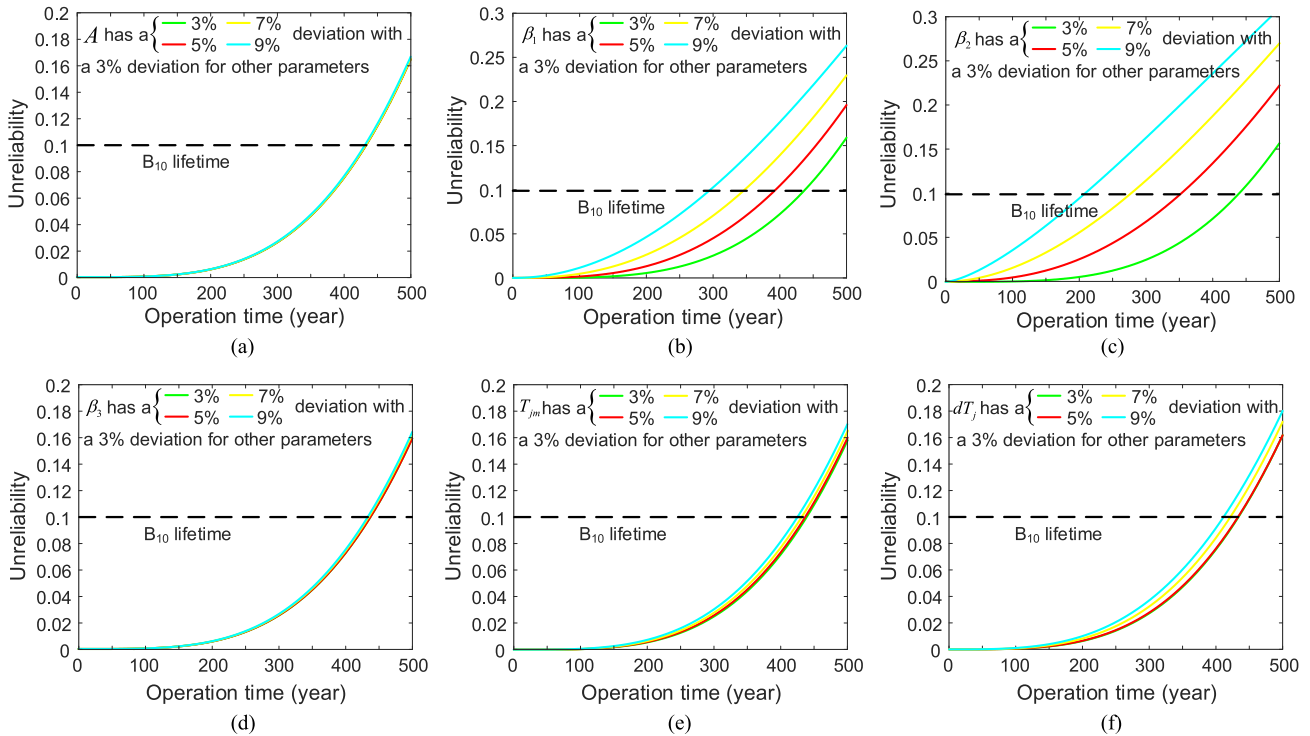 0.2
0.18
0.16
0.14
0.12
0.1
0.08
0.06
0.04
0.02
0
Unreliability
A has a { 3% 7% deviation with
5% 9%
a 3% deviation for other parameters
B₁₀ lifetime
0 100 200 300 400 500
Operation time (year)
(a)
0.3
0.25
0.2
0.15
0.1
0.05
0
Unreliability
β₁ has a { 3% 7% deviation with
5% 9%
a 3% deviation for other parameters
B₁₀ lifetime
0 100 200 300 400 500
Operation time (year)
(b)
0.3
0.25
0.2
0.15
0.1
0.05
0
Unreliability
β₂ has a { 3% 7% deviation with
5% 9%
a 3% deviation for other parameters
B₁₀ lifetime
0 100 200 300 400 500
Operation time (year)
(c)
0.2
0.18
0.16
0.14
0.12
0.1
0.08
0.06
0.04
0.02
0
Unreliability
β₃ has a { 3% 7% deviation with
5% 9%
a 3% deviation for other parameters
B₁₀ lifetime
0 100 200 300 400 500
Operation time (year)
(d)
0.2
0.18
0.16
0.14
0.12
0.1
0.08
0.06
0.04
0.02
0
Unreliability
T_jm has a { 3% 7% deviation with
5% 9%
a 3% deviation for other parameters
B₁₀ lifetime
0 100 200 300 400 500
Operation time (year)
(e)
0.2
0.18
0.16
0.14
0.12
0.1
0.08
0.06
0.04
0.02
0
Unreliability
dT_j has a { 3% 7% deviation with
5% 9%
a 3% deviation for other parameters
B₁₀ lifetime
0 100 200 300 400 500
Operation time (year)
(f)